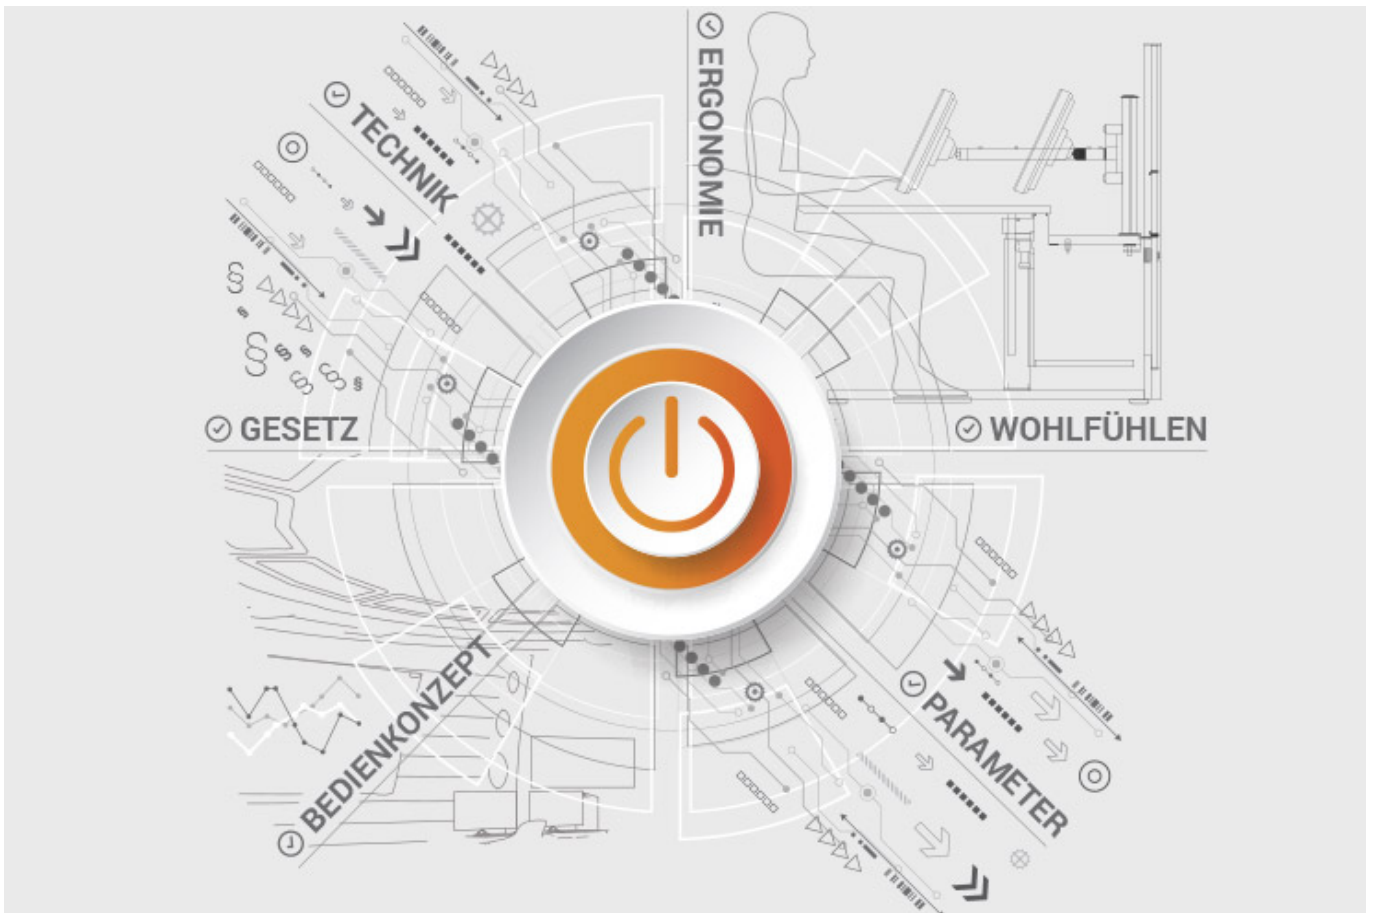 ERGONOMIE
TECHNIK
GESETZ
WOHLFÜHLEN
BEDIENKONZEPT
PARAMETER